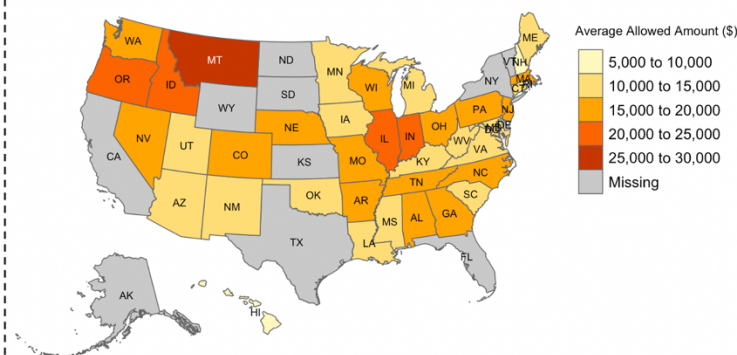 Average Allowed Amount ($)
5,000 to 10,000
10,000 to 15,000
15,000 to 20,000
20,000 to 25,000
25,000 to 30,000
Missing
WA
MT
ND
MN
ME
VT
NH
OR
ID
SD
WI
MI
NY
MA
CT
WY
IA
PA
NJ
NV
NE
IL
IN
OH
DE
UT
CO
KS
MO
WV
VA
KY
CA
AZ
NM
OK
AR
TN
NC
SC
TX
LA
MS
AL
GA
FL
AK
HI